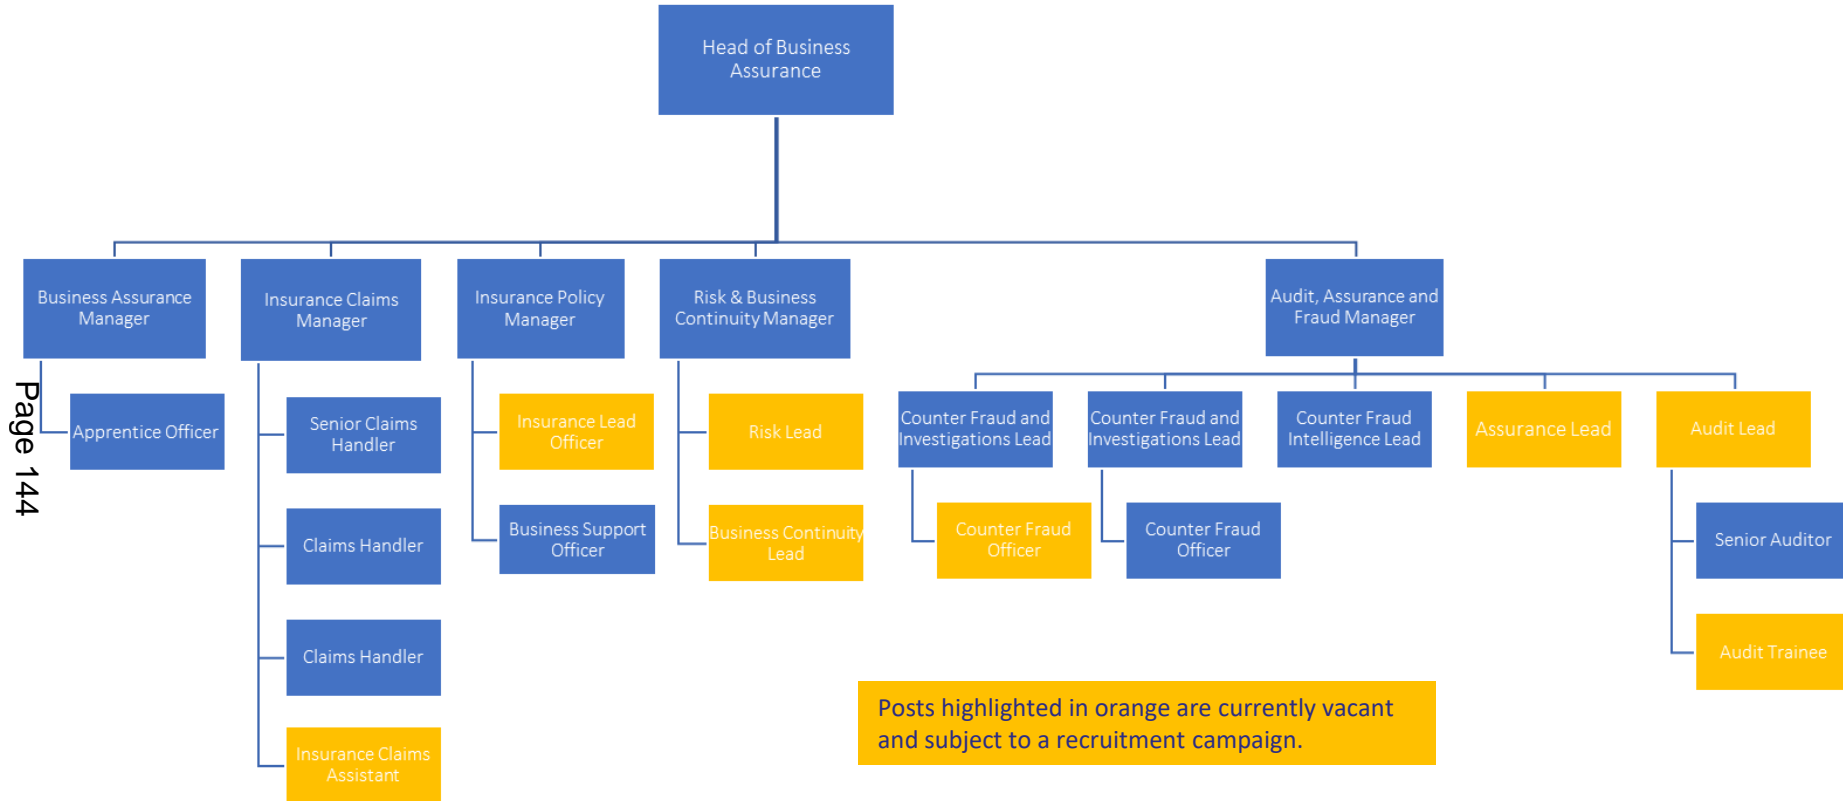 Head of Business
Assurance
Business Assurance
Manager
Insurance Claims
Manager
Insurance Policy
Manager
Risk & Business
Continuity Manager
Audit, Assurance and
Fraud Manager
Apprentice Officer
Senior Claims
Handler
Claims Handler
Claims Handler
Insurance Claims
Assistant
Insurance Lead
Officer
Business Support
Officer
Risk Lead
Business Continuity
Lead
Counter Fraud and
Investigations Lead
Counter Fraud
Officer
Counter Fraud and
Investigations Lead
Counter Fraud
Officer
Counter Fraud
Intelligence Lead
Assurance Lead
Audit Lead
Senior Auditor
Audit Trainee
Posts highlighted in orange are currently vacant
and subject to a recruitment campaign.
Page 144